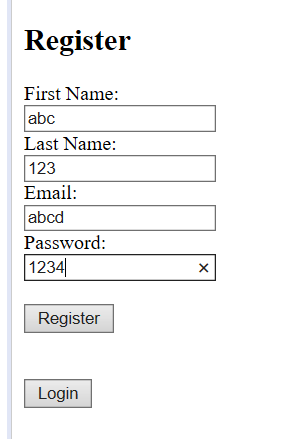 Register
First Name:
abc
Last Name:
123
Email:
abcd
Password:
1234
Register
Login